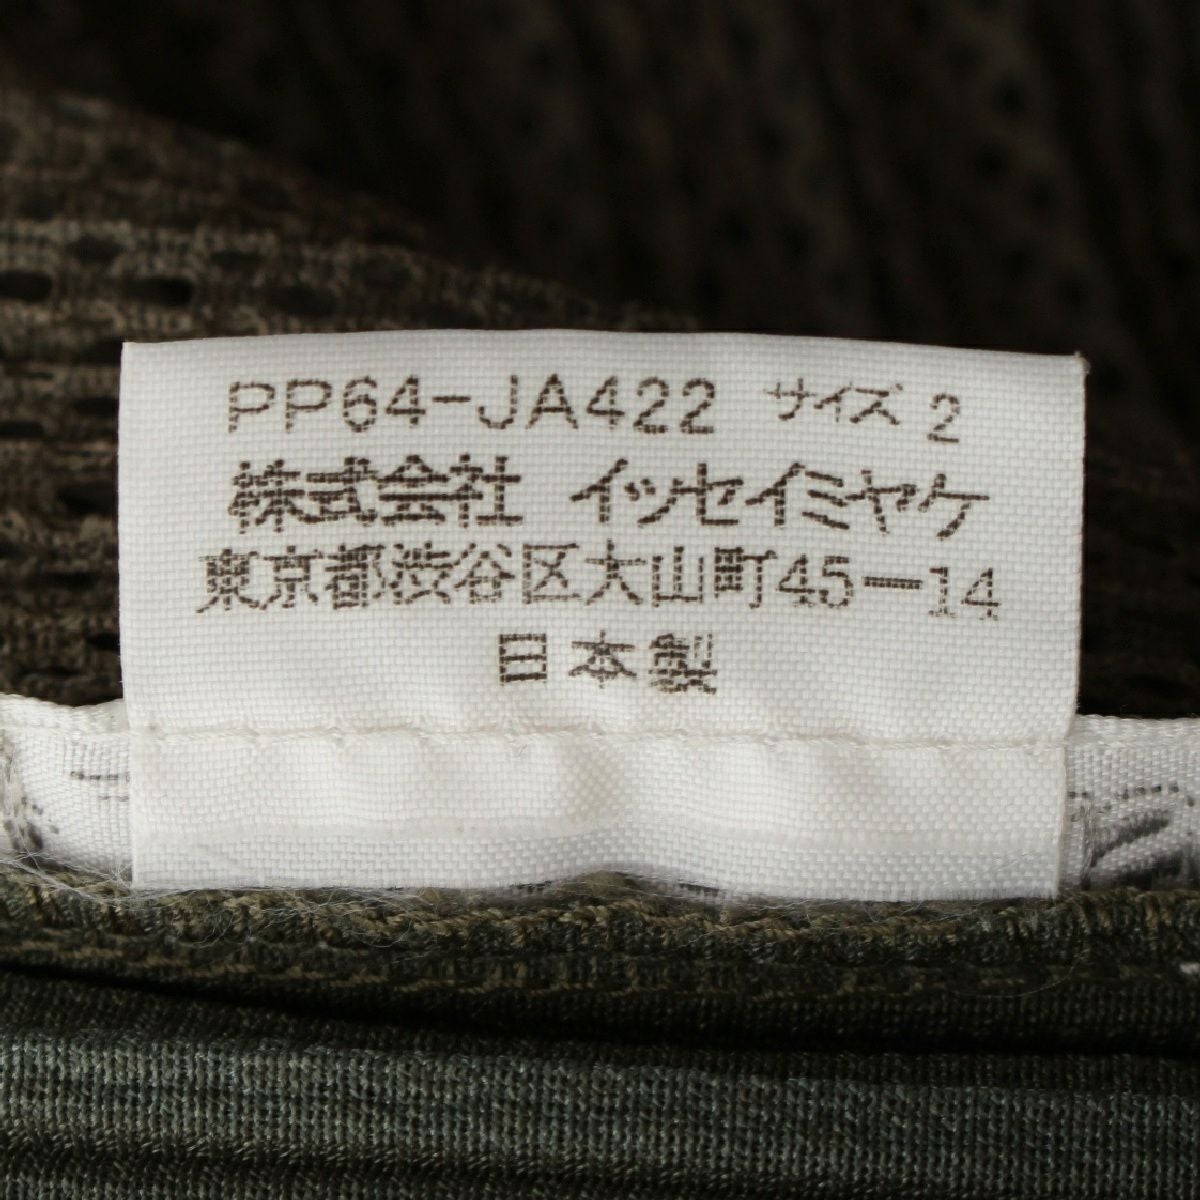 PP64-JA422 サイズ 2
株式会社 イッセイミヤケ
東京都渋谷区大山町45-14
日本製